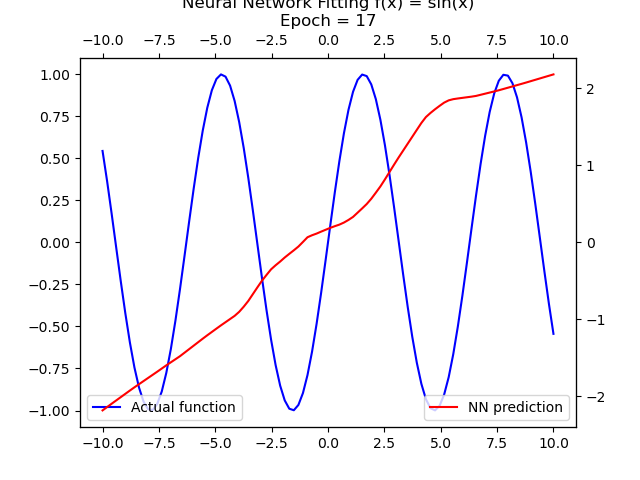 Neural Network Fitting f(x) = sin(x)
Epoch = 17
−10.0 −7.5 −5.0 −2.5 0.0 2.5 5.0 7.5 10.0
1.00
0.75
0.50
0.25
0.00
−0.25
−0.50
−0.75
−1.00
2
1
0
−1
−2
Actual function
NN prediction
−10.0 −7.5 −5.0 −2.5 0.0 2.5 5.0 7.5 10.0